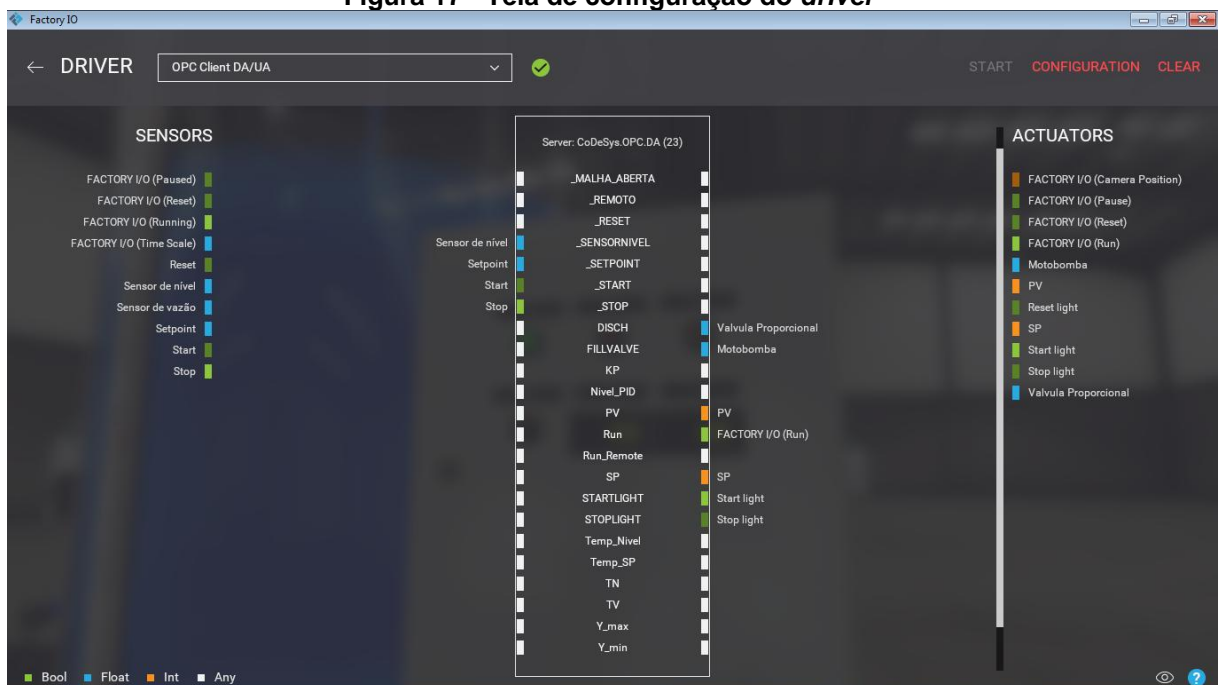 Figura 17 - Tela de configuração do driver
Factory IO
← DRIVER OPC Client DA/UA START CONFIGURATION CLEAR
SENSORS
FACTORY I/O (Paused)
FACTORY I/O (Reset)
FACTORY I/O (Running)
FACTORY I/O (Time Scale)
Reset
Sensor de nível
Sensor de vazão
Setpoint
Start
Stop
Server: CoDeSys.OPC.DA (23)
_MALHA_ABERTA
_REMOTO
_RESET
Sensor de nível _SENSORNIVEL
Setpoint _SETPOINT
Start _START
Stop _STOP
DISCH Valvula Proporcional
FILLVALVE Motobomba
KP
Nivel_PID
PV PV
Run FACTORY I/O (Run)
Run_Remote
SP SP
STARTLIGHT Start light
STOPLIGHT Stop light
Temp_Nivel
Temp_SP
TN
TV
Y_max
Y_min
ACTUATORS
FACTORY I/O (Camera Position)
FACTORY I/O (Pause)
FACTORY I/O (Reset)
FACTORY I/O (Run)
Motobomba
PV
Reset light
SP
Start light
Stop light
Valvula Proporcional
Bool Float Int Any ?